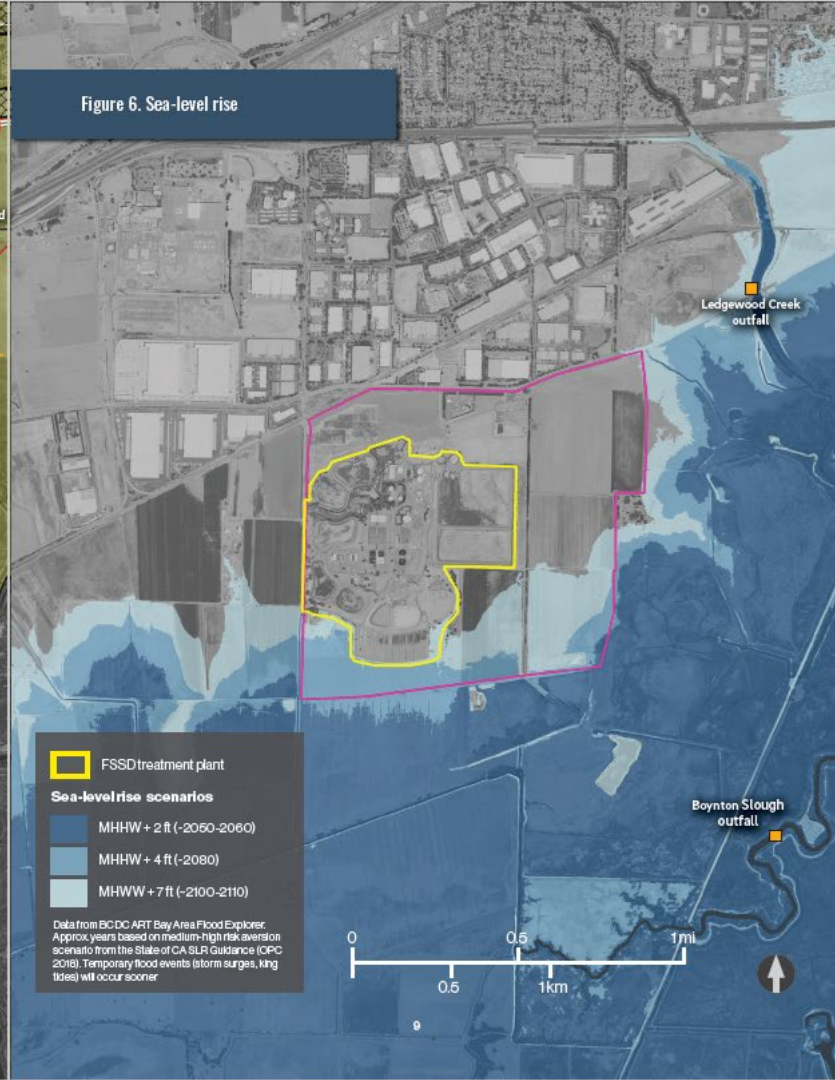 Figure 6. Sea-level rise
d
Ledgewood Creek
outfall
FSSD treatment plant
Sea-level rise scenarios
MHHW + 2 ft (~2050-2060)
MHHW + 4 ft (~2080)
MHWW + 7 ft (~2100-2110)
Data from BCDC ART Bay Area Flood Explorer.
Approx. years based on medium-high risk aversion
scenario from the State of CA SLR Guidance (OPC
2018). Temporary flood events (storm surges, king
tides) will occur sooner
Boynton Slough
outfall
0 0.5 1mi
0.5 1km
9